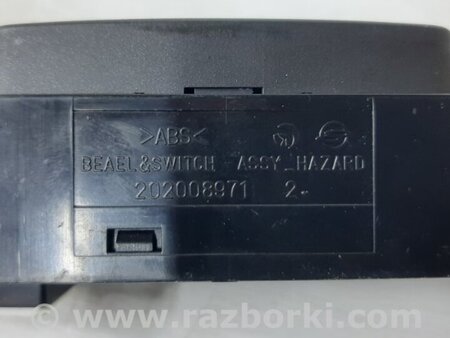 >ABS<
BEAEL&SWITCH ASSY_HAZARD
202008971 2-
www.razborki.com